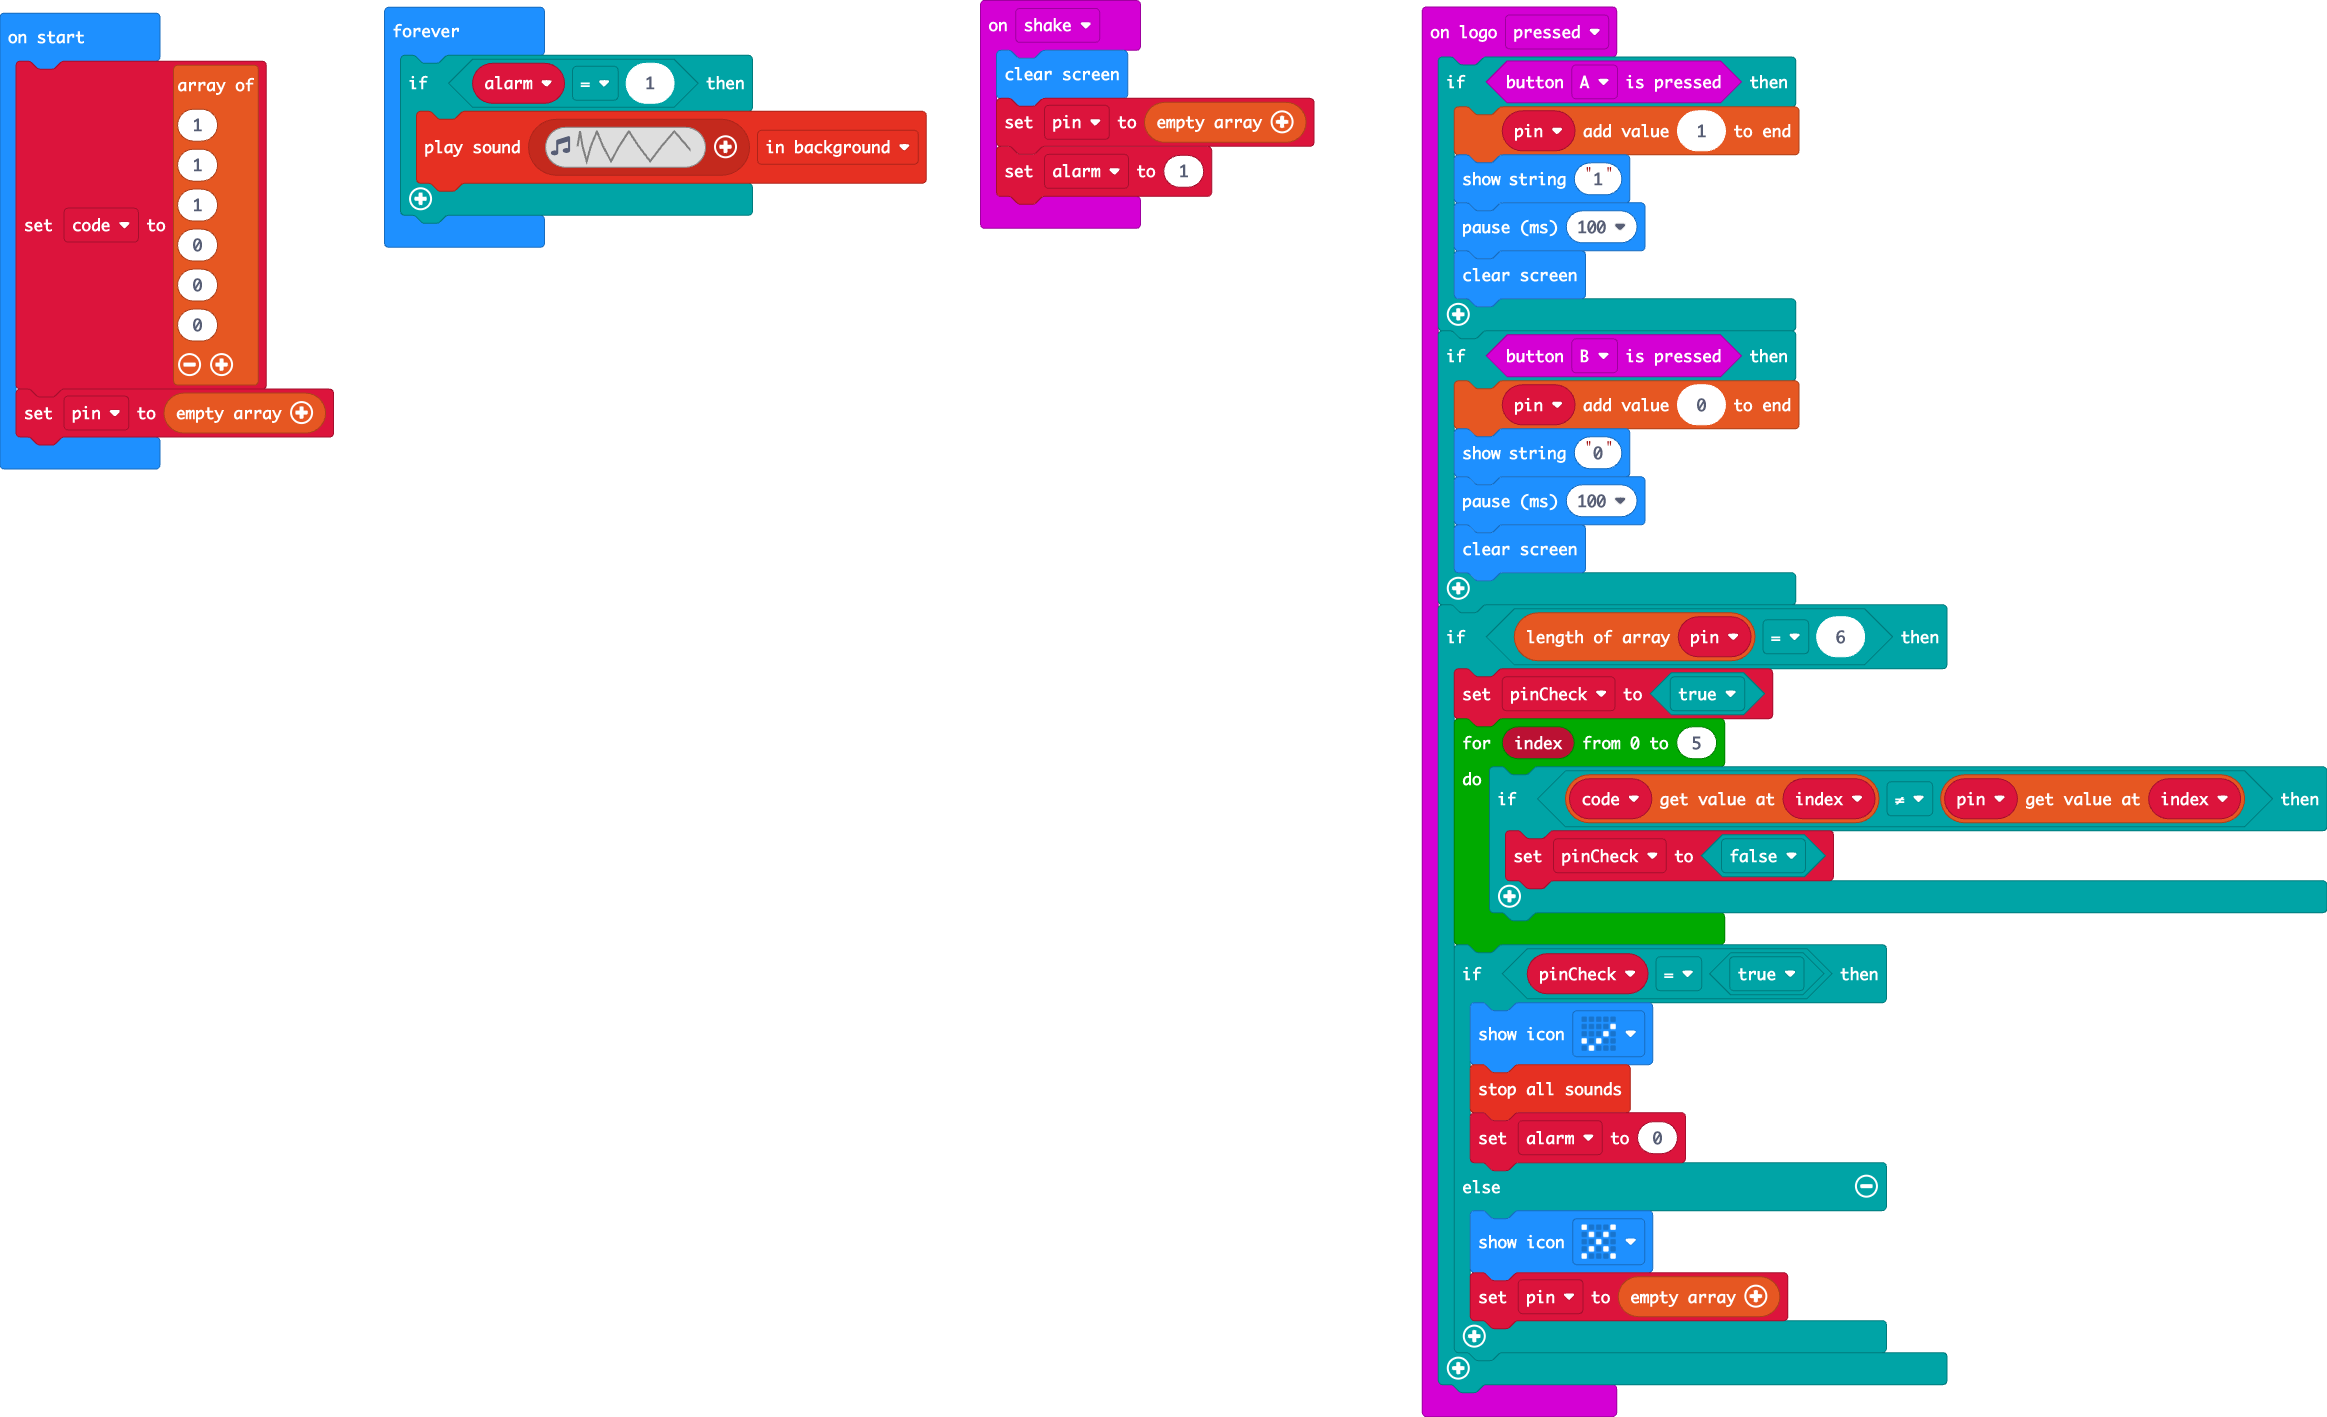 on start
set code to
array of
1
1
1
0
0
0
set pin to empty array
forever
if alarm = 1 then
play sound in background
on shake
clear screen
set pin to empty array
set alarm to 1
on logo pressed
if button A is pressed then
pin add value 1 to end
show string "1"
pause (ms) 100
clear screen
if button B is pressed then
pin add value 0 to end
show string "0"
pause (ms) 100
clear screen
if length of array pin = 6 then
set pinCheck to true
for index from 0 to 5
do
if code get value at index ≠ pin get value at index then
set pinCheck to false
if pinCheck = true then
show icon
stop all sounds
set alarm to 0
else
show icon
set pin to empty array